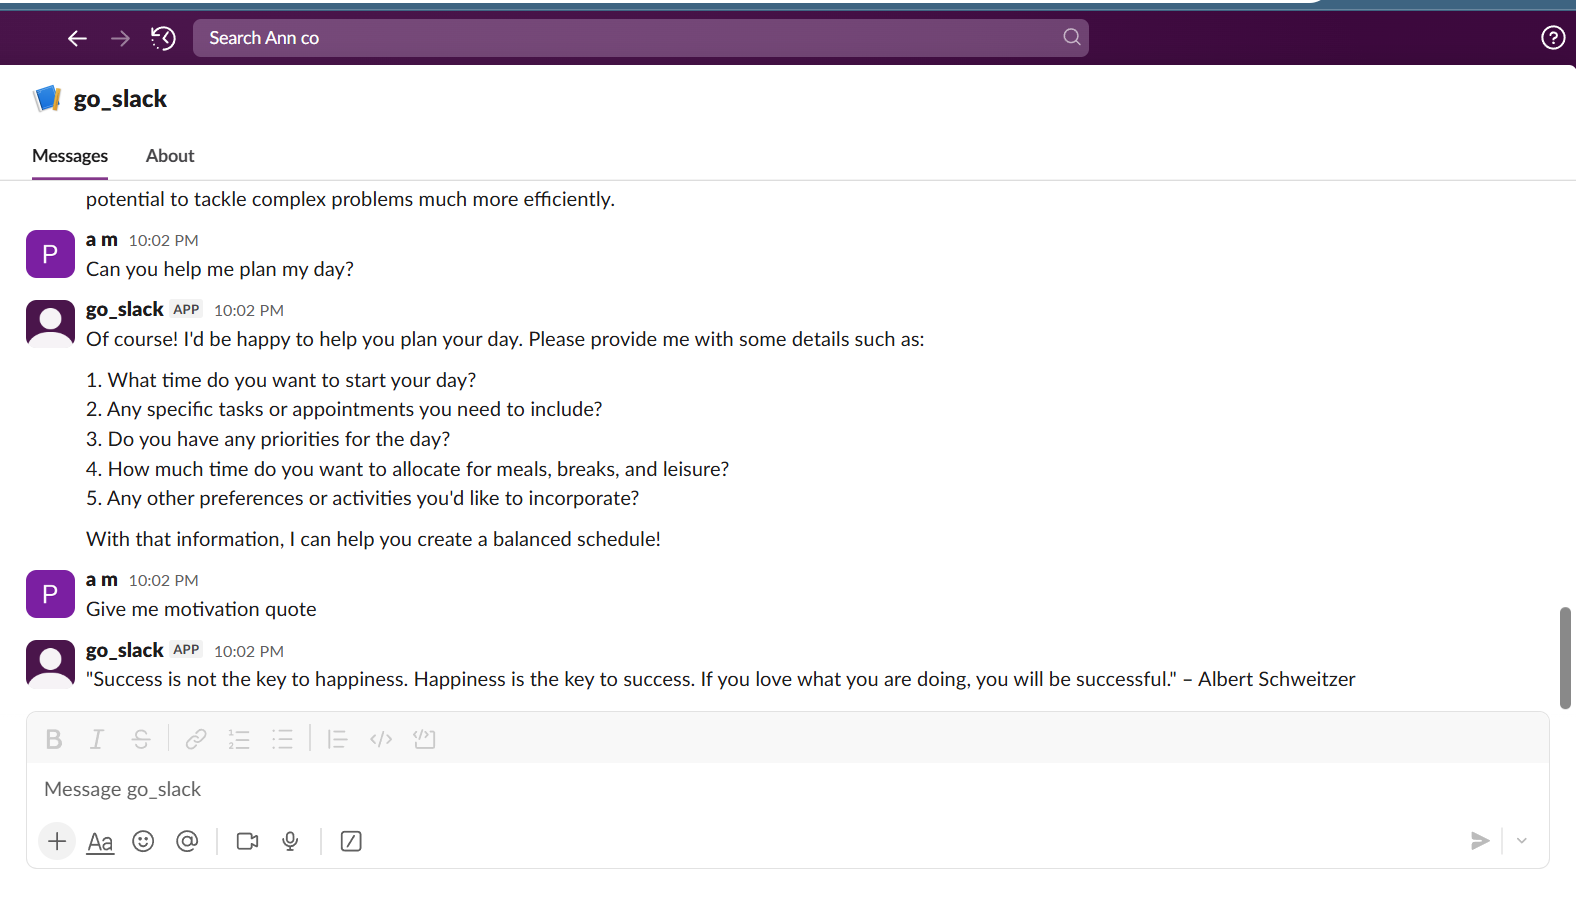 Search Ann co
go_slack
Messages About
potential to tackle complex problems much more efficiently.
P
a m 10:02 PM
Can you help me plan my day?
go_slack APP 10:02 PM
Of course! I'd be happy to help you plan your day. Please provide me with some details such as:
1. What time do you want to start your day?
2. Any specific tasks or appointments you need to include?
3. Do you have any priorities for the day?
4. How much time do you want to allocate for meals, breaks, and leisure?
5. Any other preferences or activities you'd like to incorporate?
With that information, I can help you create a balanced schedule!
P
a m 10:02 PM
Give me motivation quote
go_slack APP 10:02 PM
"Success is not the key to happiness. Happiness is the key to success. If you love what you are doing, you will be successful." – Albert Schweitzer
Message go_slack
Aa